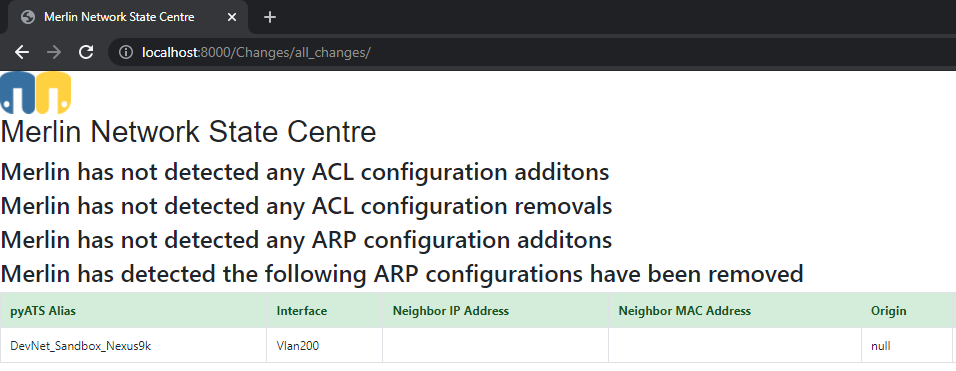 Merlin Network State Centre
localhost:8000/Changes/all_changes/
Merlin Network State Centre
Merlin has not detected any ACL configuration additons
Merlin has not detected any ACL configuration removals
Merlin has not detected any ARP configuration additons
Merlin has detected the following ARP configurations have been removed
pyATS Alias Interface Neighbor IP Address Neighbor MAC Address Origin
DevNet_Sandbox_Nexus9k Vlan200 null